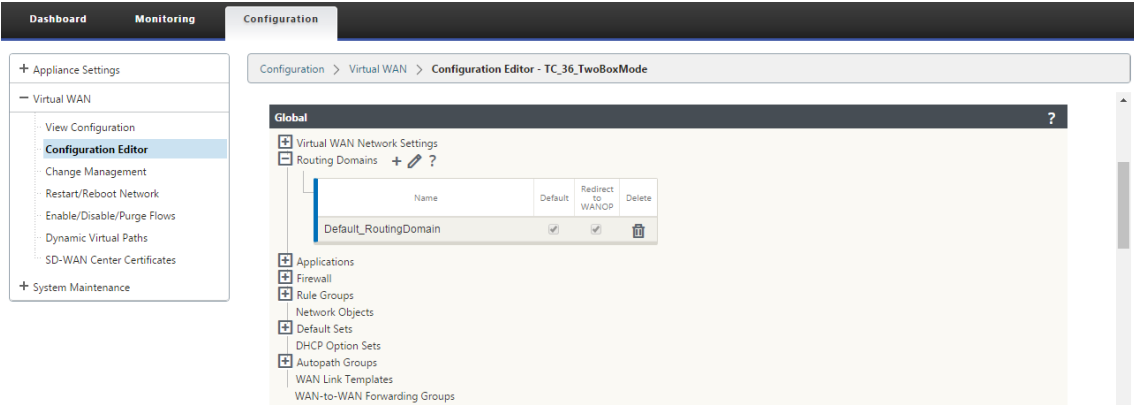 Dashboard Monitoring Configuration
+ Appliance Settings
− Virtual WAN
View Configuration
Configuration Editor
Change Management
Restart/Reboot Network
Enable/Disable/Purge Flows
Dynamic Virtual Paths
SD-WAN Center Certificates
+ System Maintenance
Configuration > Virtual WAN > Configuration Editor - TC_36_TwoBoxMode
Global ?
+ Virtual WAN Network Settings
− Routing Domains + ?
Name Default Redirect to WANOP Delete
Default_RoutingDomain
+ Applications
+ Firewall
+ Rule Groups
Network Objects
+ Default Sets
DHCP Option Sets
+ Autopath Groups
WAN Link Templates
WAN-to-WAN Forwarding Groups